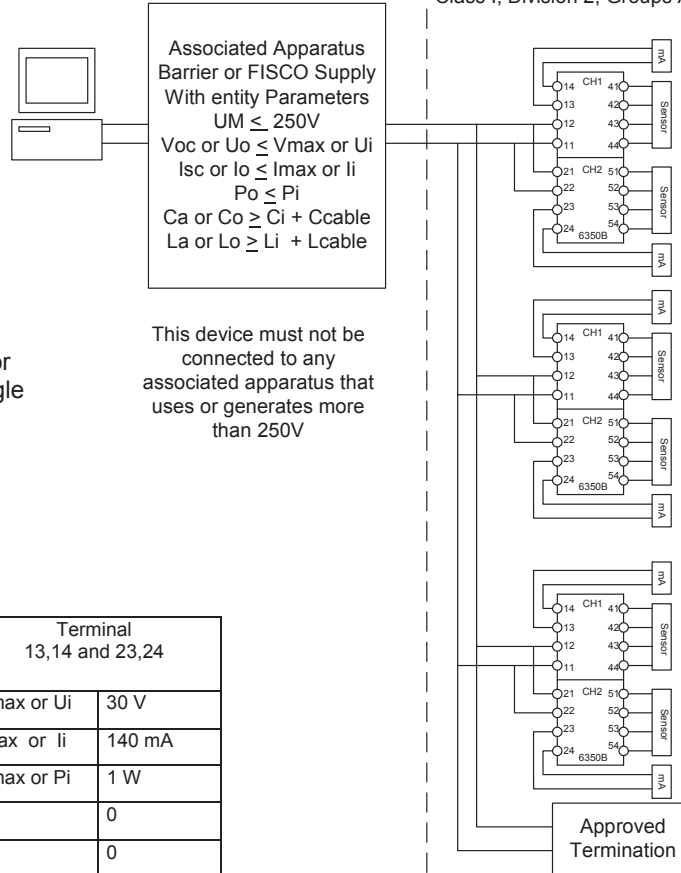 Class I, Division 2, Groups
Associated Apparatus
Barrier or FISCO Supply
With entity Parameters
UM ≤ 250V
Voc or Uo ≤ Vmax or Ui
Isc or Io ≤ Imax or Ii
Po ≤ Pi
Ca or Co ≥ Ci + Ccable
La or Lo ≥ Li + Lcable
This device must not be
connected to any
associated apparatus that
uses or generates more
than 250V
mA
14 CH1 41
13 42
12 43
11 44
Sensor
21 CH2 51
22 52
23 53
24 54
6350B
Sensor
mA
mA
14 CH1 41
13 42
12 43
11 44
Sensor
21 CH2 51
22 52
23 53
24 54
6350B
Sensor
mA
mA
14 CH1 41
13 42
12 43
11 44
Sensor
21 CH2 51
22 52
23 53
24 54
6350B
Sensor
mA
Approved
Termination
Terminal
13,14 and 23,24
or Ui 30 V
or Ii 140 mA
or Pi 1 W
0
0